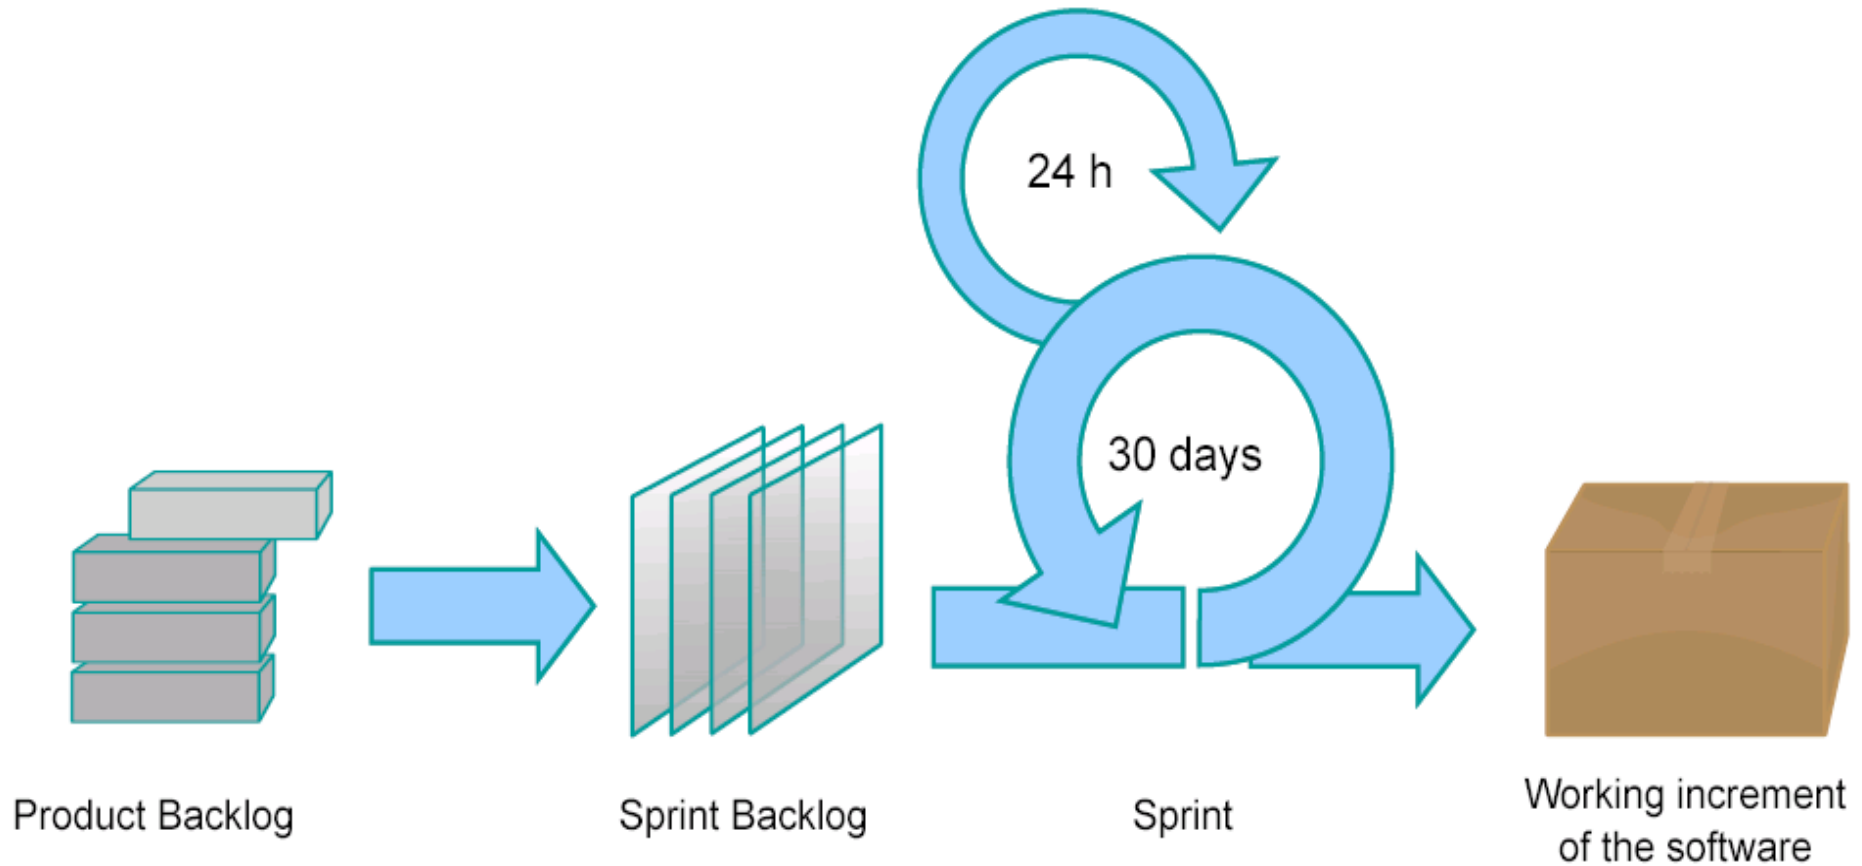 24 h
30 days
Product Backlog
Sprint Backlog
Sprint
Working increment
of the software